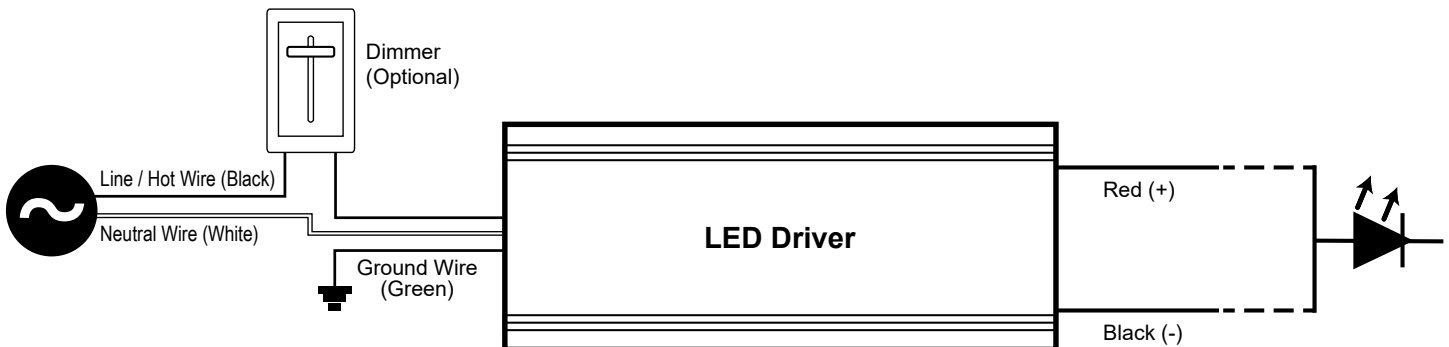 Dimmer
(Optional)
Line / Hot Wire (Black)
Neutral Wire (White)
Ground Wire
(Green)
LED Driver
Red (+)
Black (-)